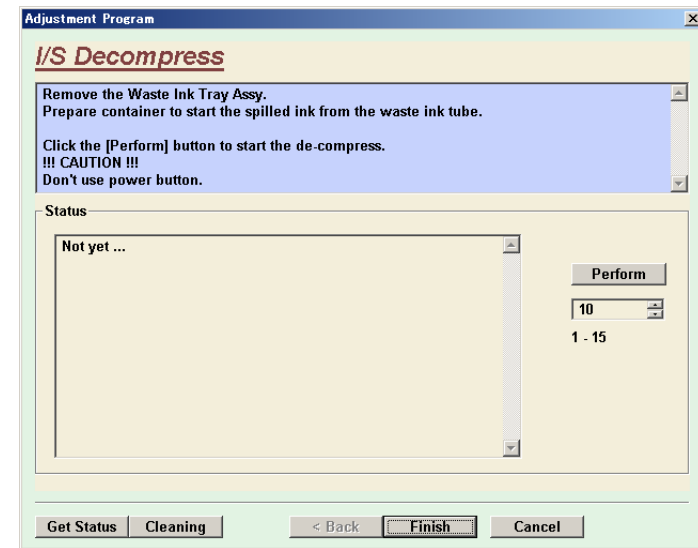 Adjustment Program
I/S Decompress
Remove the Waste Ink Tray Assy.
Prepare container to start the spilled ink from the waste ink tube.
Click the [Perform] button to start the de-compress.
!!! CAUTION !!!
Don't use power button.
Status
Not yet ...
Perform
10
1 - 15
Get Status
Cleaning
< Back
Finish
Cancel